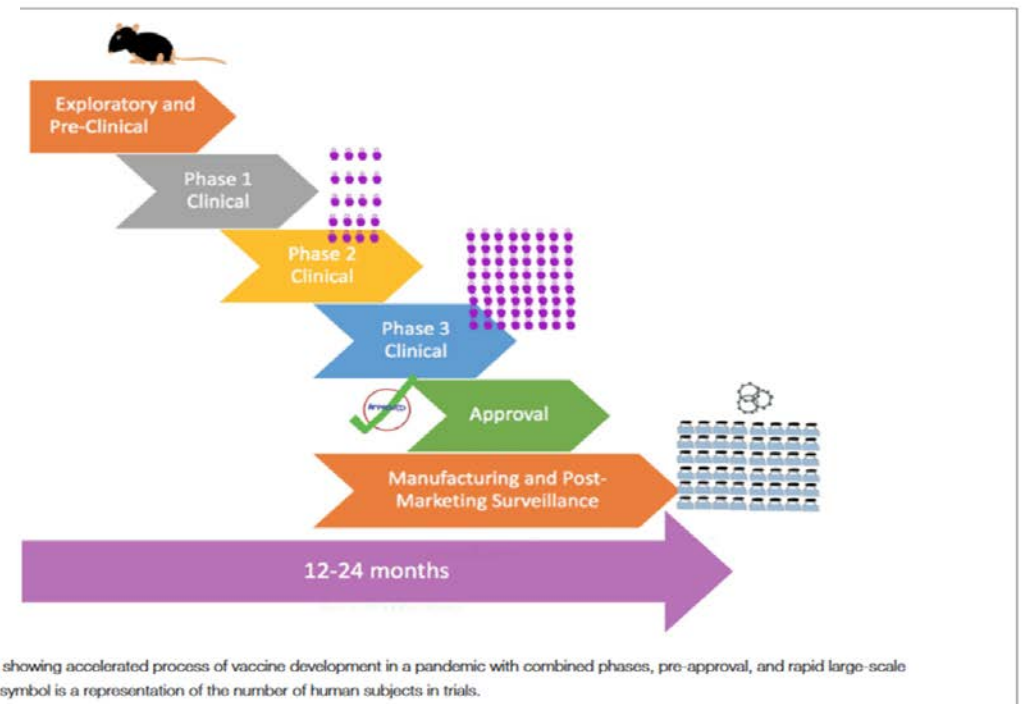 Exploratory and
Pre-Clinical
Phase 1
Clinical
Phase 2
Clinical
Phase 3
Clinical
APPROVED
Approval
Manufacturing and Post-
Marketing Surveillance
12-24 months
showing accelerated process of vaccine development in a pandemic with combined phases, pre-approval, and rapid large-scale
symbol is a representation of the number of human subjects in trials.